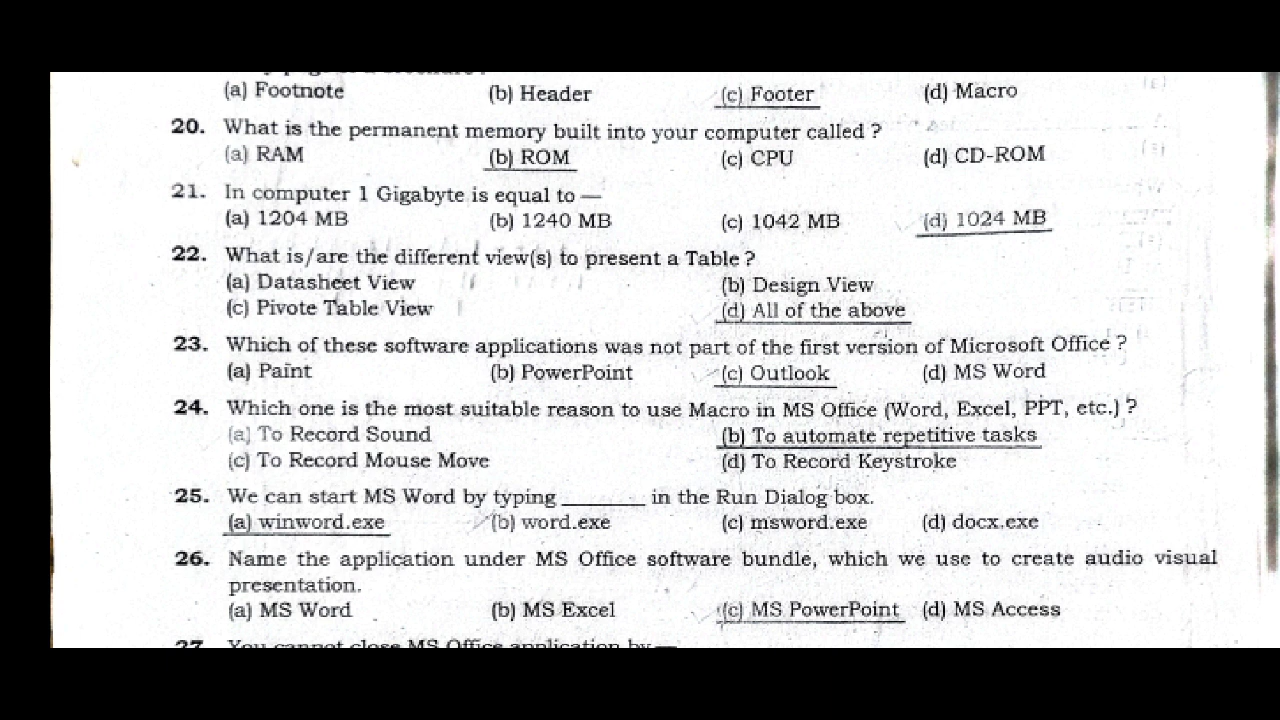 (a) Footnote (b) Header (c) Footer (d) Macro
20. What is the permanent memory built into your computer called ?
(a) RAM (b) ROM (c) CPU (d) CD-ROM
21. In computer 1 Gigabyte is equal to —
(a) 1204 MB (b) 1240 MB (c) 1042 MB (d) 1024 MB
22. What is/are the different view(s) to present a Table ?
(a) Datasheet View (b) Design View
(c) Pivote Table View (d) All of the above
23. Which of these software applications was not part of the first version of Microsoft Office ?
(a) Paint (b) PowerPoint (c) Outlook (d) MS Word
24. Which one is the most suitable reason to use Macro in MS Office (Word, Excel, PPT, etc.) ?
(a) To Record Sound (b) To automate repetitive tasks
(c) To Record Mouse Move (d) To Record Keystroke
25. We can start MS Word by typing ________ in the Run Dialog box.
(a) winword.exe (b) word.exe (c) msword.exe (d) docx.exe
26. Name the application under MS Office software bundle, which we use to create audio visual
presentation.
(a) MS Word (b) MS Excel (c) MS PowerPoint (d) MS Access
27. You cannot close MS Office application by —